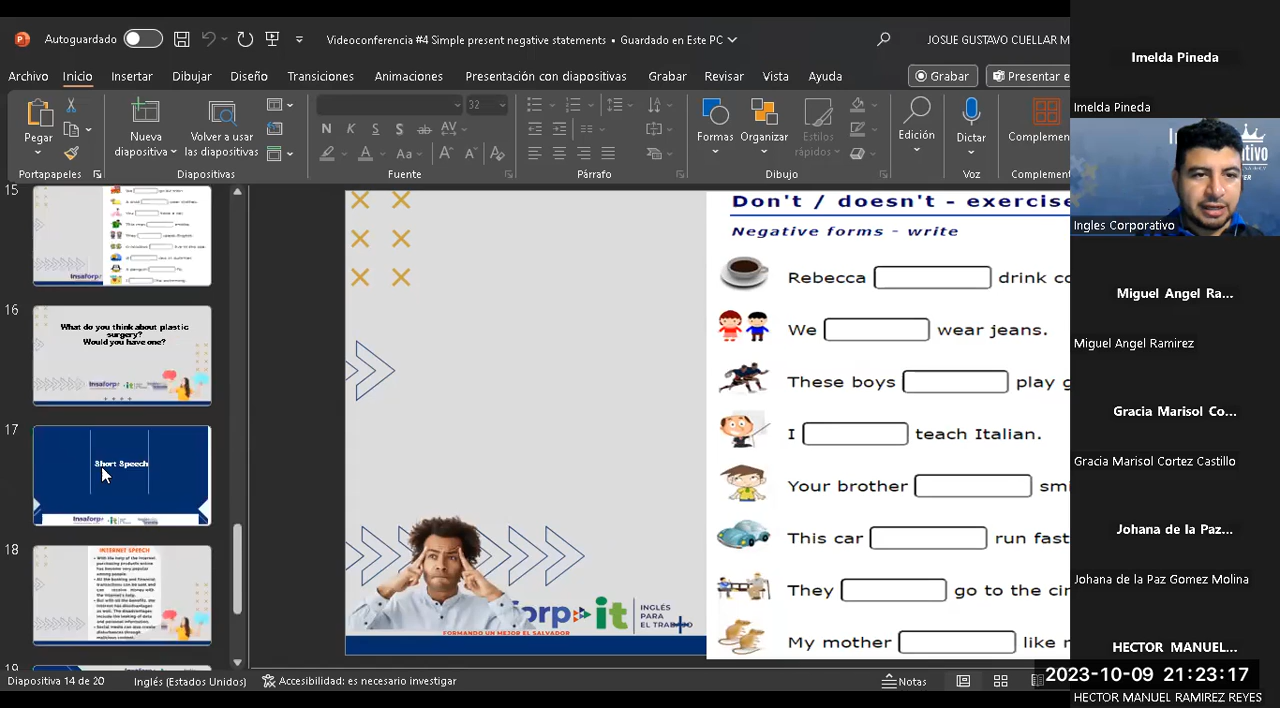 Autoguardado
Videoconferencia #4 Simple present negative statements • Guardado en Este PC
JOSUE GUSTAVO CUELLAR M
Archivo Inicio Insertar Dibujar Diseño Transiciones Animaciones Presentación con diapositivas Grabar Revisar Vista Ayuda
Grabar
Presentar e
32
Pegar
Nueva diapositiva
Volver a usar las diapositivas
Formas
Organizar
Estilos rápidos
Edición
Dictar
Complemen
Portapapeles
Diapositivas
Fuente
Párrafo
Dibujo
Voz
Complement
15
Insaforp
16
What do you think about plastic
surgery?
Would you have one?
Insaforp
17
Short Speech
Insaforp
18
INTERNET SPEECH
19
Don't / doesn't - exercise
Negative forms - write
Rebecca drink co
We wear jeans.
These boys play g
I teach Italian.
Your brother smi
This car run fast
They go to the cir
My mother like n
forp it
INGLÉS
PARA
EL TRABAJO
FORMANDO UN MEJOR EL SALVADOR
Diapositiva 14 de 20
Inglés (Estados Unidos)
Accesibilidad: es necesario investigar
Notas
Imelda Pineda
Imelda Pineda
Ingles Corporativo
Miguel Angel Ra...
Miguel Angel Ramirez
Gracia Marisol Co...
Gracia Marisol Cortez Castillo
Johana de la Paz...
Johana de la Paz Gomez Molina
HECTOR MANUEL...
2023-10-09 21:23:17
HECTOR MANUEL RAMIREZ REYES